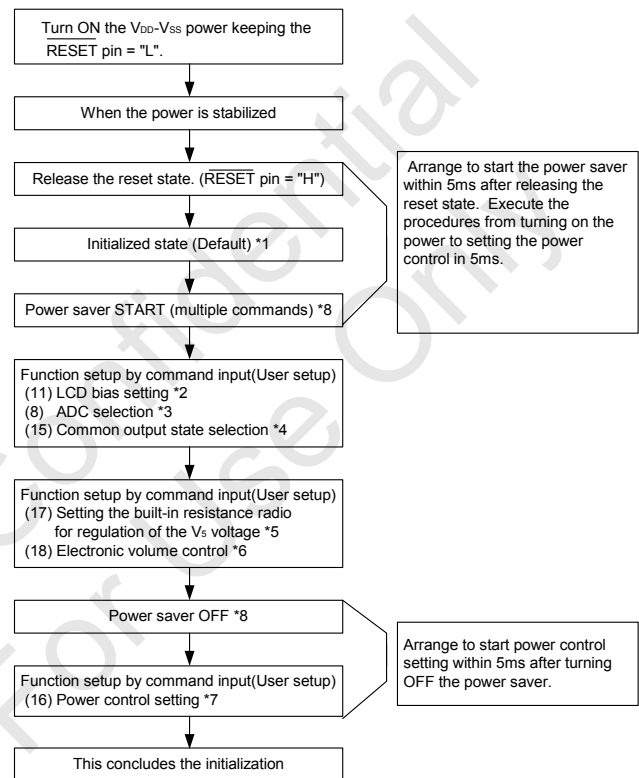 Turn ON the VDD-VSS power keeping the
RESET pin = "L".
When the power is stabilized
Release the reset state. (RESET pin = "H")
Initialized state (Default) *1
Power saver START (multiple commands) *8
Arrange to start the power saver
within 5ms after releasing the
reset state. Execute the
procedures from turning on the
power to setting the power
control in 5ms.
Function setup by command input(User setup)
(11) LCD bias setting *2
(8) ADC selection *3
(15) Common output state selection *4
Function setup by command input(User setup)
(17) Setting the built-in resistance radio
for regulation of the V5 voltage *5
(18) Electronic volume control *6
Power saver OFF *8
Function setup by command input(User setup)
(16) Power control setting *7
Arrange to start power control
setting within 5ms after turning
OFF the power saver.
This concludes the initialization
Confidential
For Use Only